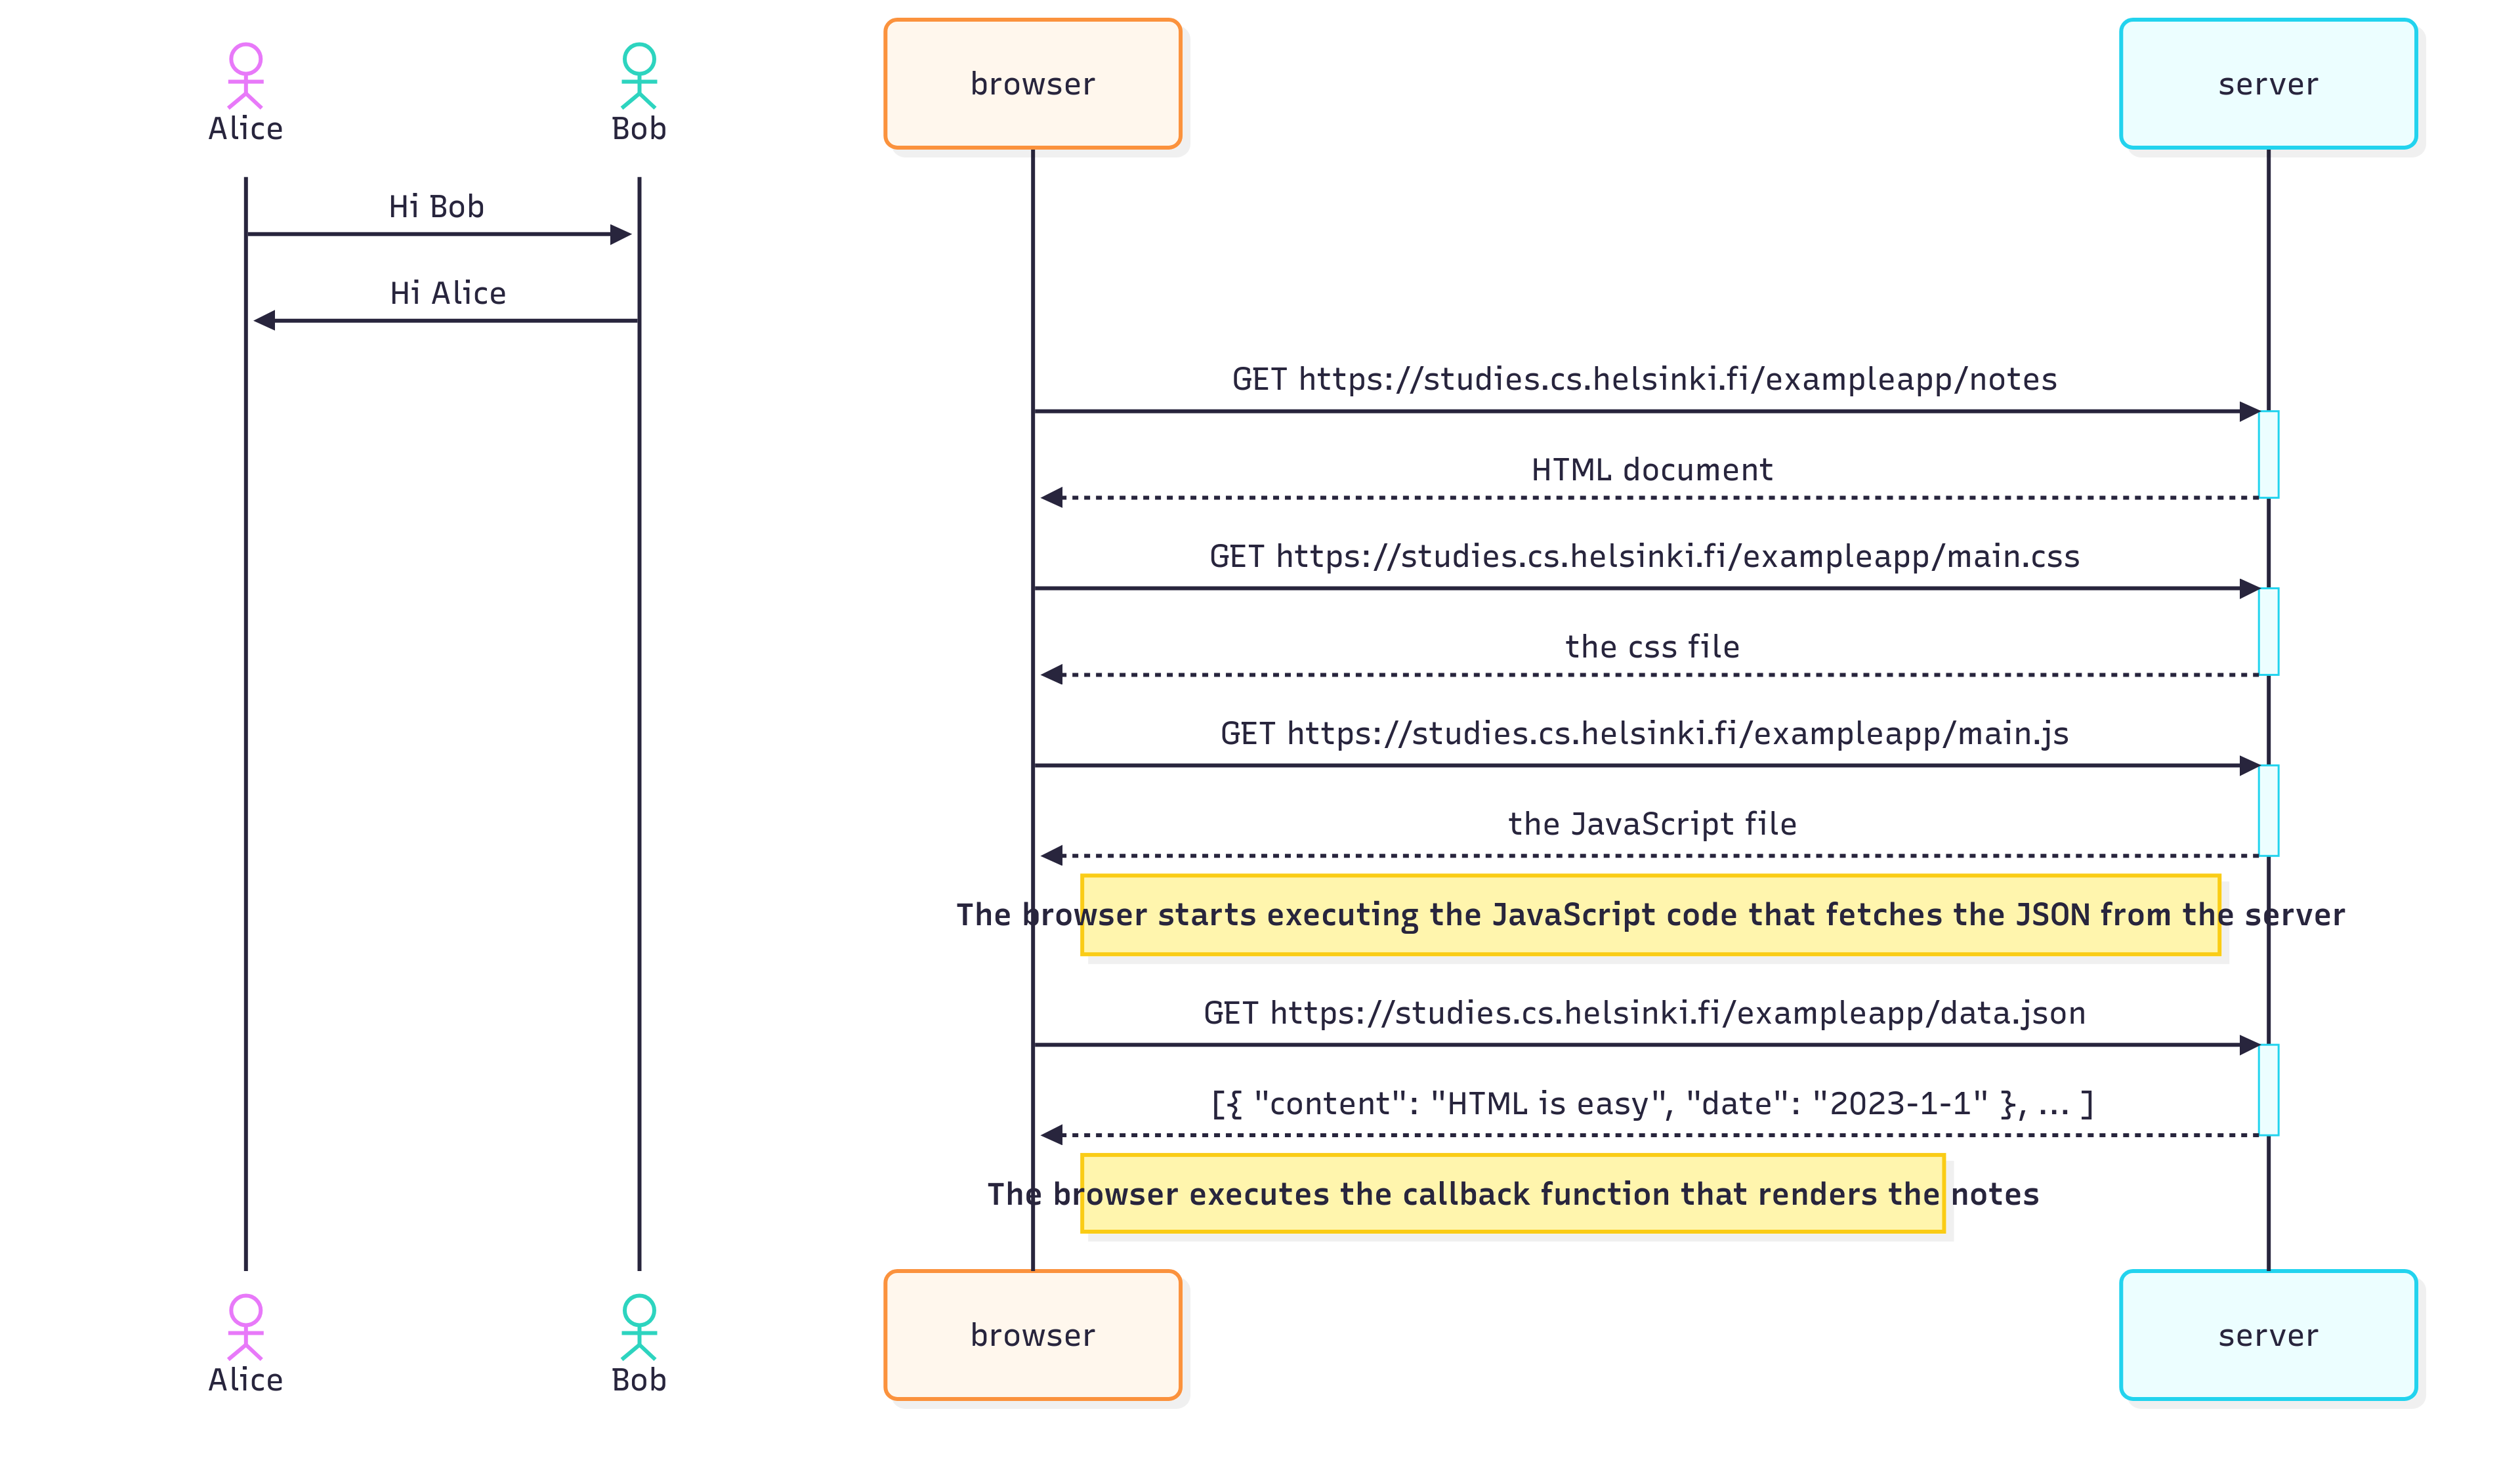 Alice
Bob
browser
server
Hi Bob
Hi Alice
GET https://studies.cs.helsinki.fi/exampleapp/notes
HTML document
GET https://studies.cs.helsinki.fi/exampleapp/main.css
the css file
GET https://studies.cs.helsinki.fi/exampleapp/main.js
the JavaScript file
The browser starts executing the JavaScript code that fetches the JSON from the server
GET https://studies.cs.helsinki.fi/exampleapp/data.json
[{ "content": "HTML is easy", "date": "2023-1-1" }, ... ]
The browser executes the callback function that renders the notes
Alice
Bob
browser
server